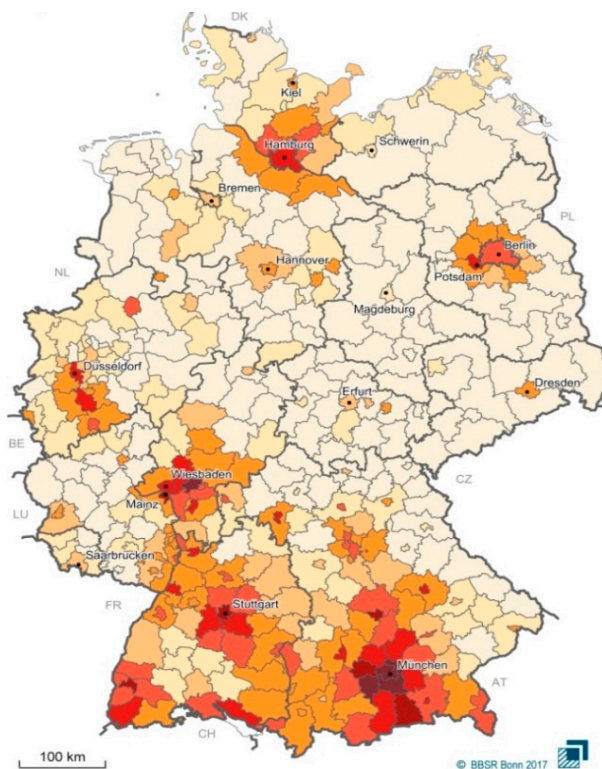 DK
Kiel
Hamburg
Schwerin
Bremen
PL
Berlin
Hannover
Potsdam
NL
Magdeburg
Düsseldorf
Erfurt
Dresden
BE
Wiesbaden
CZ
LU
Mainz
Saarbrücken
FR
Stuttgart
München
AT
CH
100 km
© BBSR Bonn 2017